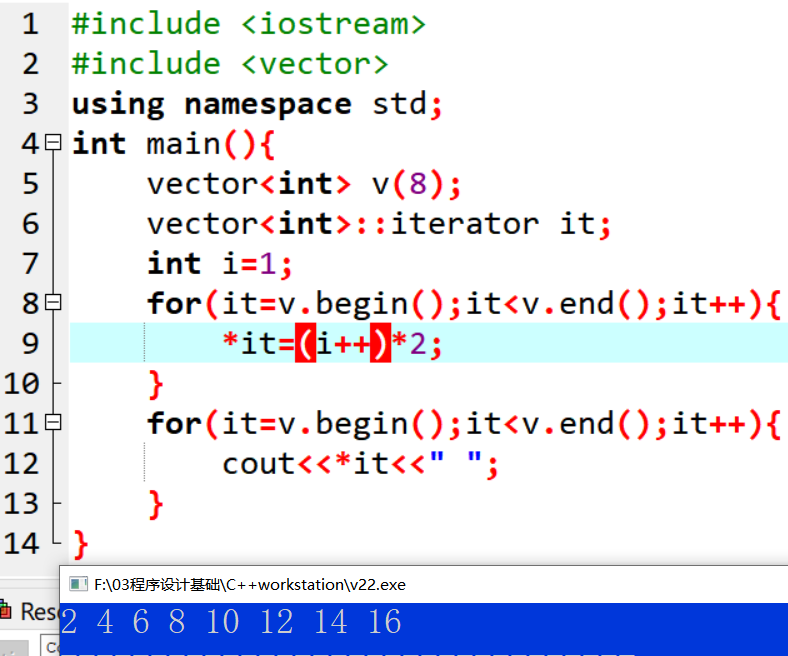 1 #include <iostream>
2 #include <vector>
3 using namespace std;
4 int main(){
5     vector<int> v(8);
6     vector<int>::iterator it;
7     int i=1;
8     for(it=v.begin();it<v.end();it++){
9         *it=(i++)*2;
10     }
11     for(it=v.begin();it<v.end();it++){
12         cout<<*it<<" ";
13     }
14 }
F:\03程序设计基础\C++workstation\v22.exe
2 4 6 8 10 12 14 16